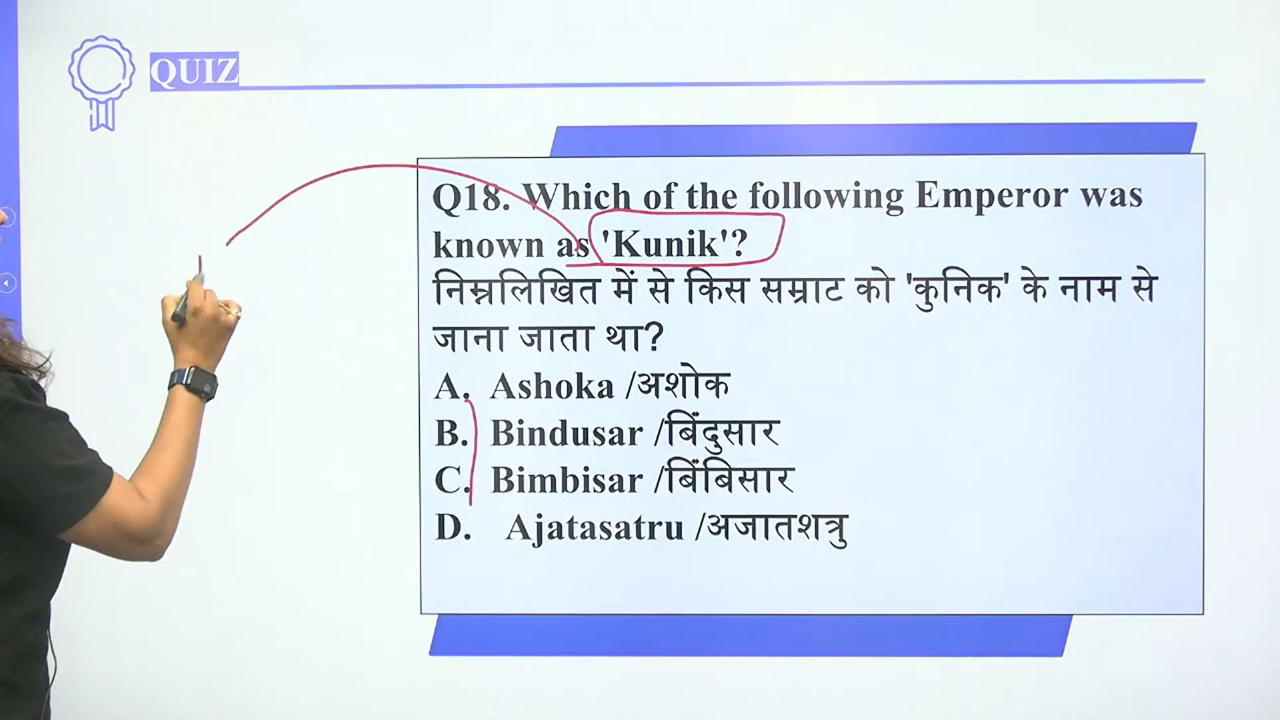 QUIZ
Q18. Which of the following Emperor was
known as 'Kunik'?
निम्नलिखित में से किस सम्राट को 'कुनिक' के नाम से
जाना जाता था?
A. Ashoka /अशोक
B. Bindusar /बिंदुसार
C. Bimbisar /बिंबिसार
D. Ajatasatru /अजातशत्रु